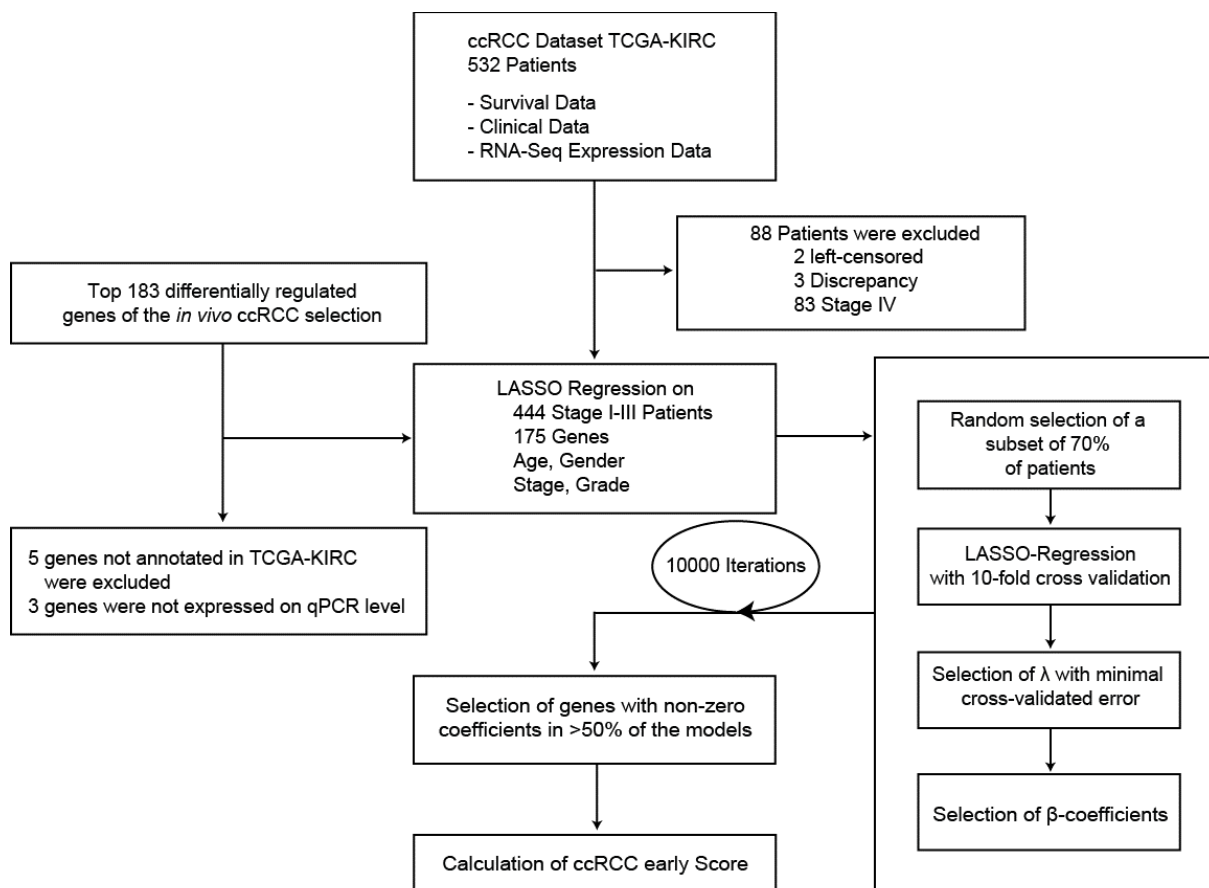 ccRCC Dataset TCGA-KIRC
532 Patients
- Survival Data
- Clinical Data
- RNA-Seq Expression Data
88 Patients were excluded
2 left-censored
3 Discrepancy
83 Stage IV
Top 183 differentially regulated
genes of the in vivo ccRCC selection
LASSO Regression on
444 Stage I-III Patients
175 Genes
Age, Gender
Stage, Grade
5 genes not annotated in TCGA-KIRC
were excluded
3 genes were not expressed on qPCR level
Random selection of a
subset of 70%
of patients
LASSO-Regression
with 10-fold cross validation
Selection of λ with minimal
cross-validated error
Selection of β-coefficients
10000 Iterations
Selection of genes with non-zero
coefficients in >50% of the models
Calculation of ccRCC early Score